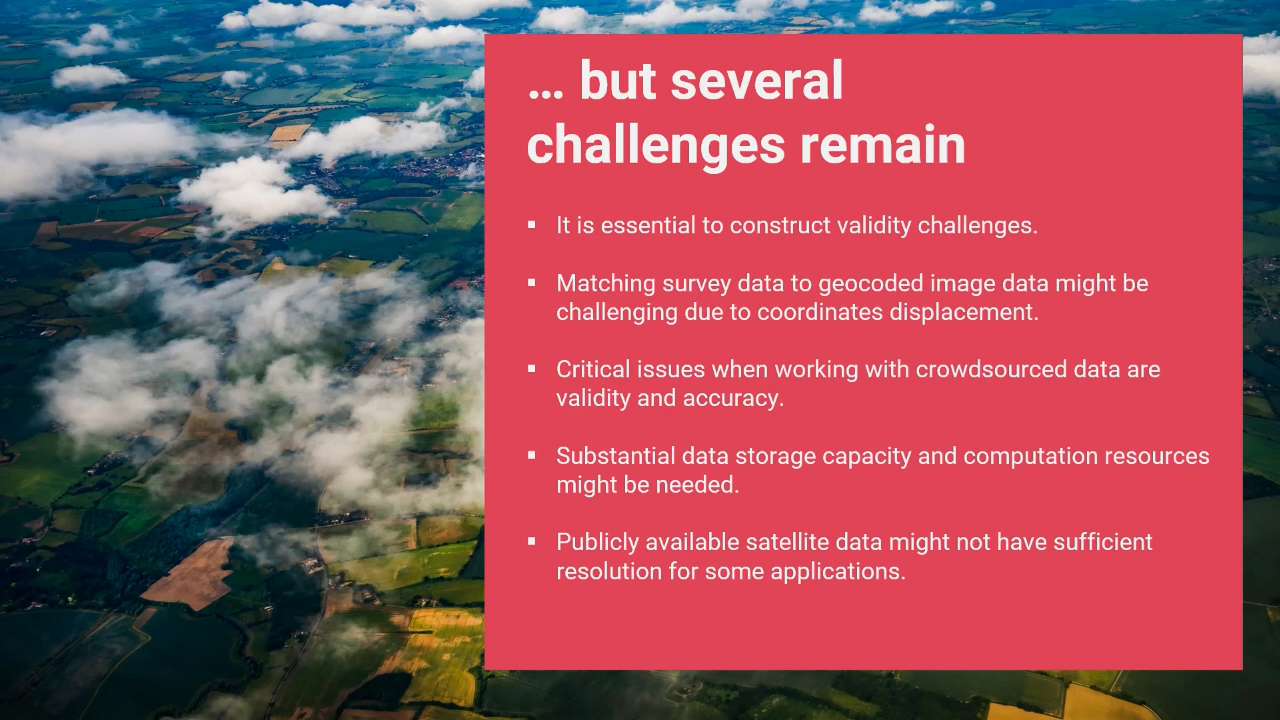 … but several
challenges remain
▪ It is essential to construct validity challenges.
▪ Matching survey data to geocoded image data might be
challenging due to coordinates displacement.
▪ Critical issues when working with crowdsourced data are
validity and accuracy.
▪ Substantial data storage capacity and computation resources
might be needed.
▪ Publicly available satellite data might not have sufficient
resolution for some applications.